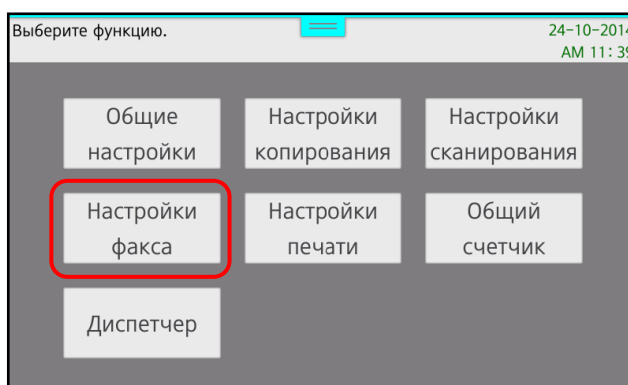 Выберите функцию.
24-10-2014
AM 11:39
Общие
настройки
Настройки
копирования
Настройки
сканирования
Настройки
факса
Настройки
печати
Общий
счетчик
Диспетчер